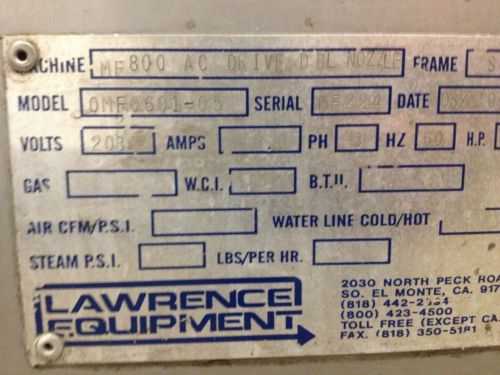 MACHINE MF800 AC DRIVE DBL NOZZLE FRAME S
MODEL OMF0601-05 SERIAL MF224 DATE
VOLTS 208 AMPS PH 3 HZ 60 H.P.
GAS W.C.I. B.T.U.
AIR CFM/P.S.I. WATER LINE COLD/HOT
STEAM P.S.I. LBS/PER HR.
LAWRENCE EQUIPMENT
2030 NORTH PECK ROA
SO. EL MONTE, CA. 917
(818) 442-
(800) 423-4500
TOLL FREE (EXCEPT CA.
FAX. (818) 350-5181